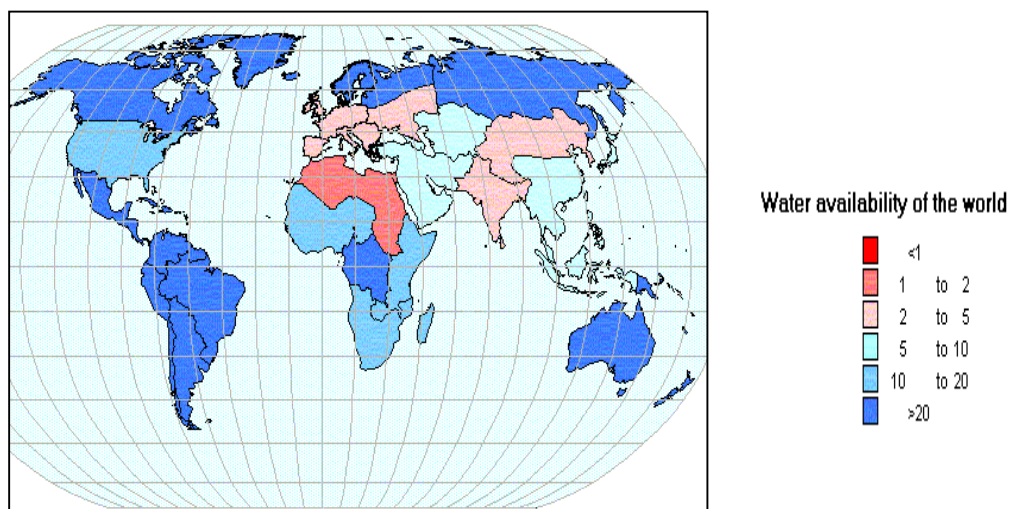 Water availability of the world
<1
1 to 2
2 to 5
5 to 10
10 to 20
>20